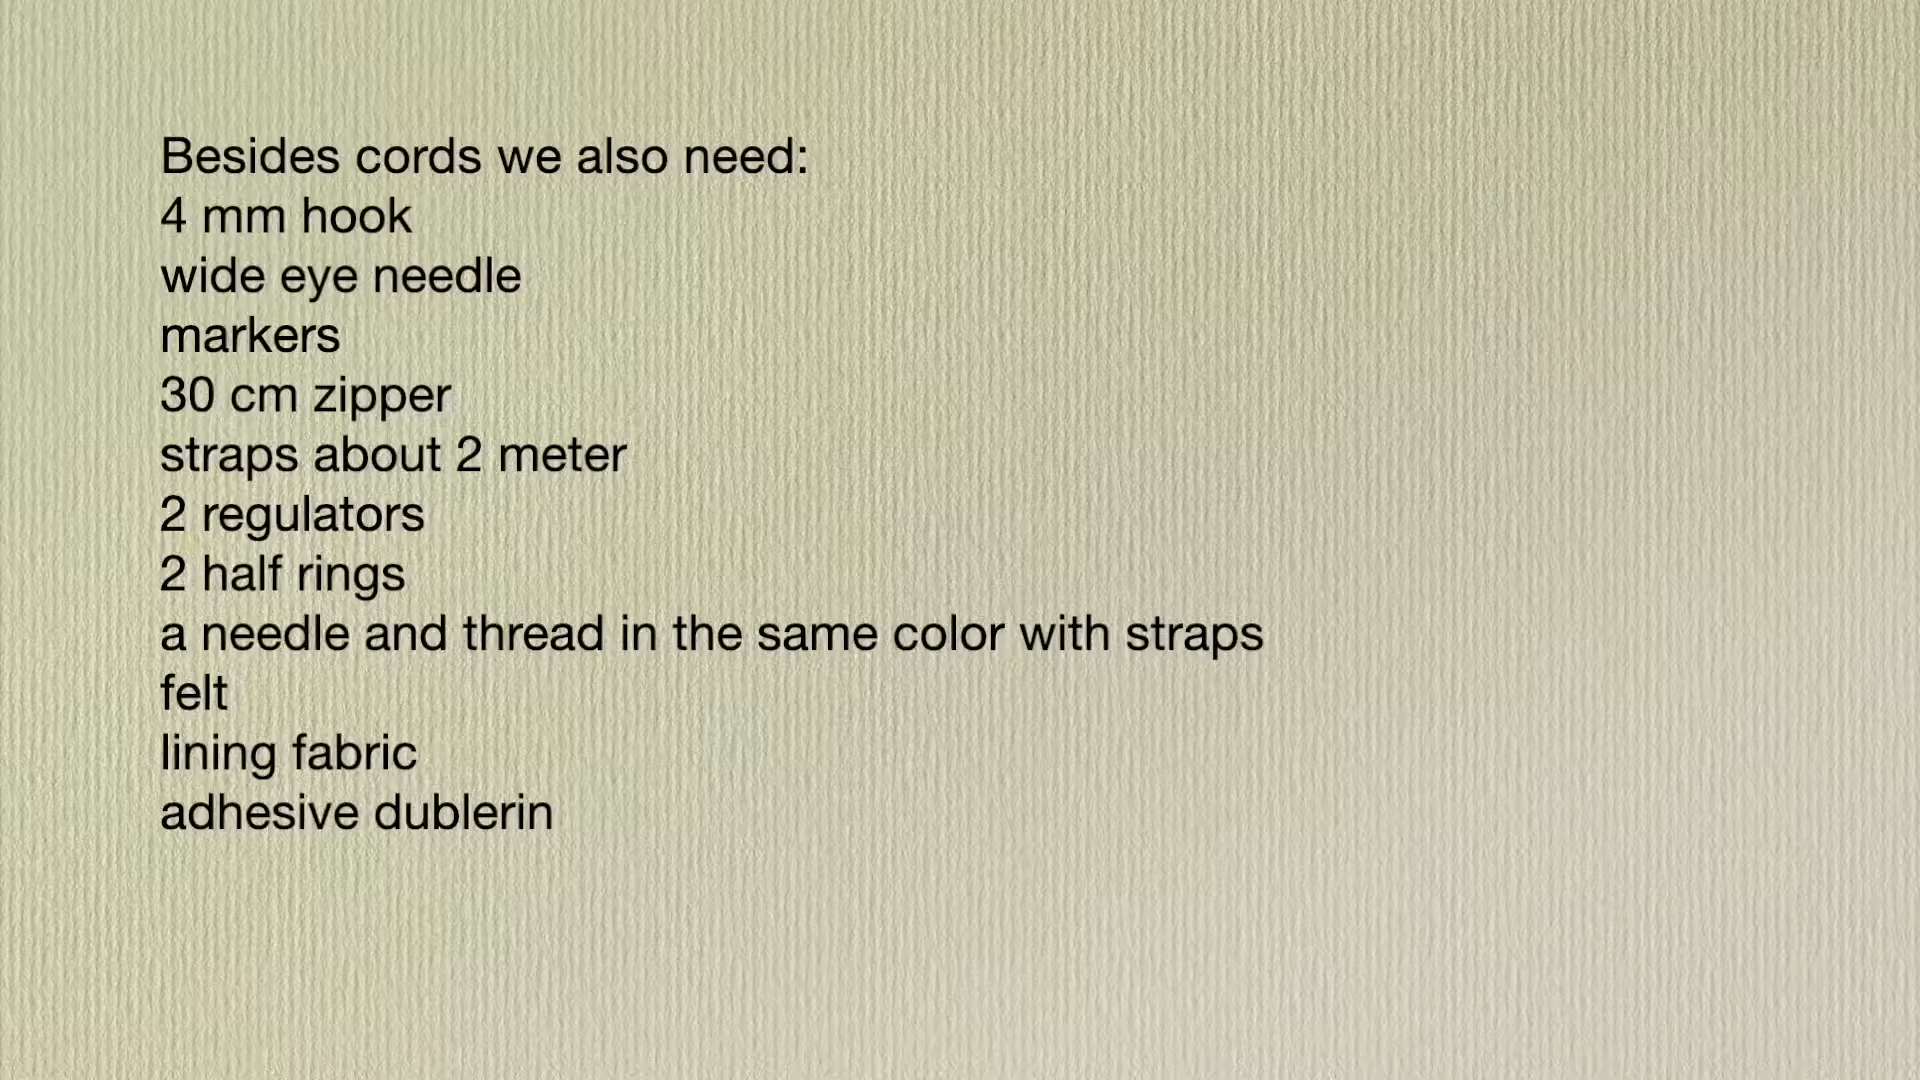 Besides cords we also need:
4 mm hook
wide eye needle
markers
30 cm zipper
straps about 2 meter
2 regulators
2 half rings
a needle and thread in the same color with straps
felt
lining fabric
adhesive dublerin